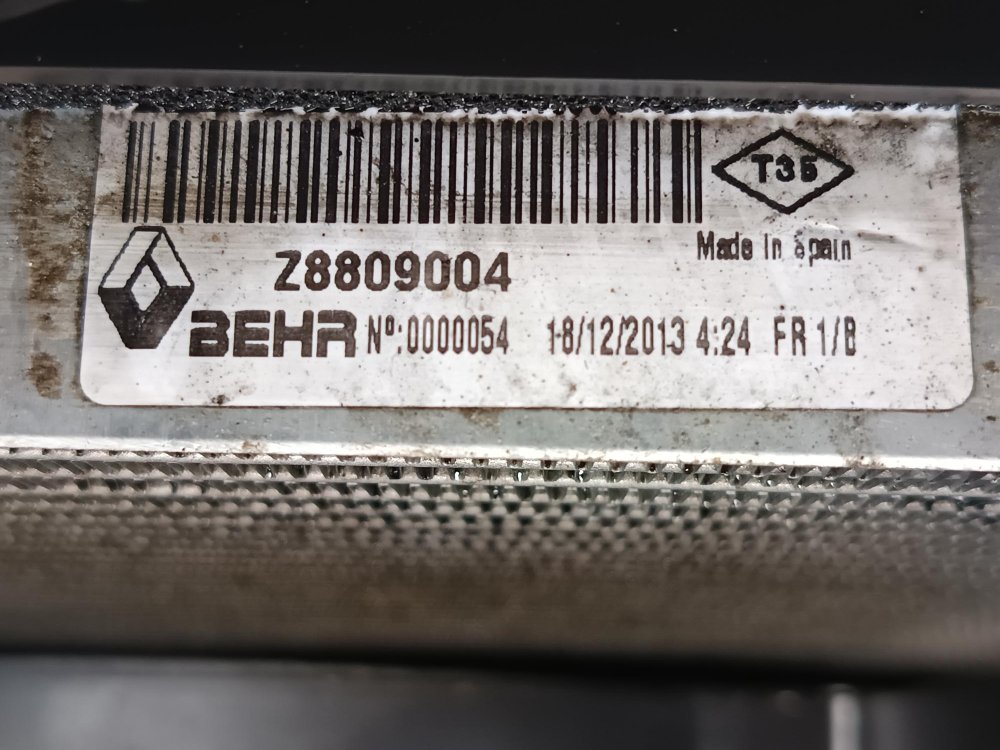 T35
Made In Spain
Z8809004
BEHR Nº:0000054 18/12/2013 4:24 FR 1/B